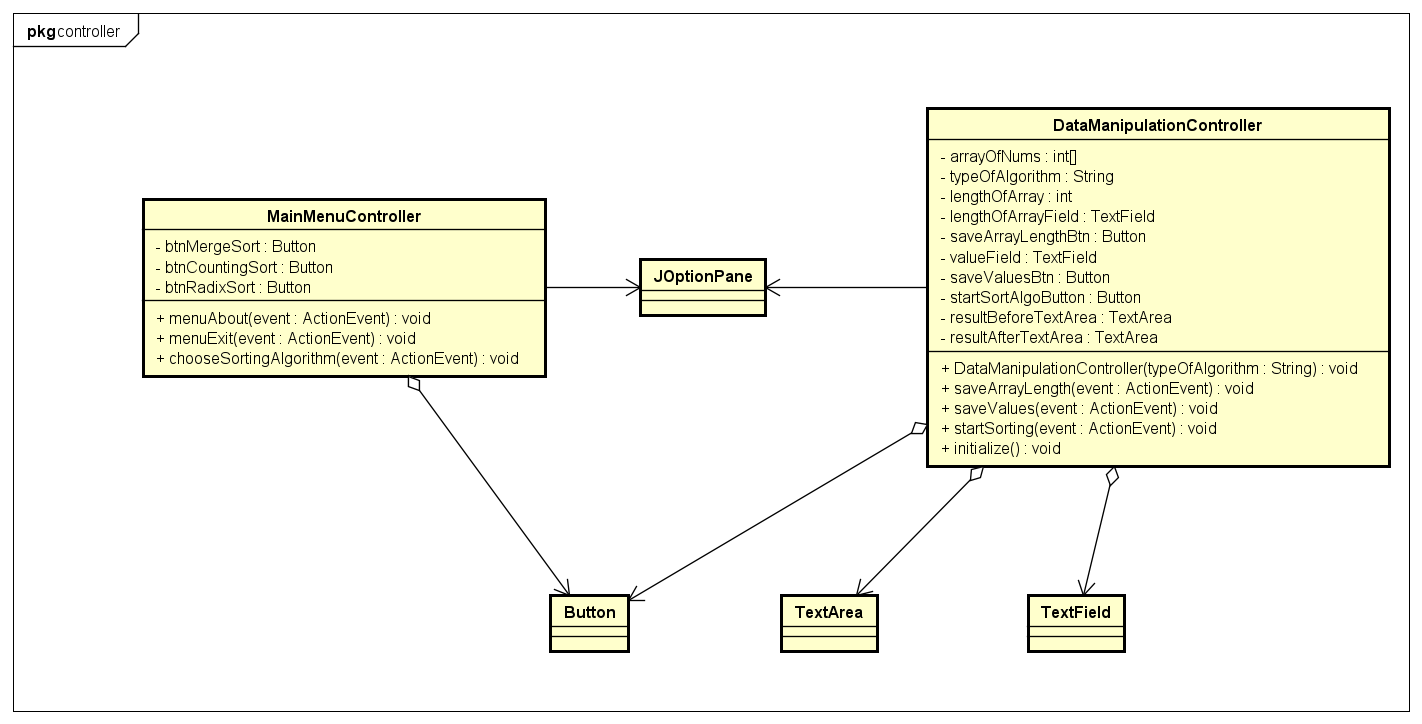 pkg controller
MainMenuController
- btnMergeSort : Button
- btnCountingSort : Button
- btnRadixSort : Button
+ menuAbout(event : ActionEvent) : void
+ menuExit(event : ActionEvent) : void
+ chooseSortingAlgorithm(event : ActionEvent) : void
JOptionPane
DataManipulationController
- arrayOfNums : int[]
- typeOfAlgorithm : String
- lengthOfArray : int
- lengthOfArrayField : TextField
- saveArrayLengthBtn : Button
- valueField : TextField
- saveValuesBtn : Button
- startSortAlgoButton : Button
- resultBeforeTextArea : TextArea
- resultAfterTextArea : TextArea
+ DataManipulationController(typeOfAlgorithm : String) : void
+ saveArrayLength(event : ActionEvent) : void
+ saveValues(event : ActionEvent) : void
+ startSorting(event : ActionEvent) : void
+ initialize() : void
Button
TextArea
TextField